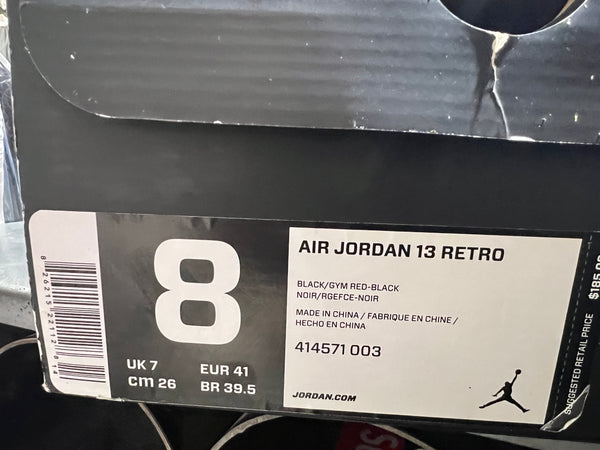 8
UK 7 EUR 41
cm 26 BR 39.5
AIR JORDAN 13 RETRO
BLACK/GYM RED-BLACK
NOIR/RGEFCE-NOIR
MADE IN CHINA / FABRIQUE EN CHINE /
HECHO EN CHINA
414571 003
JORDAN.COM
SUGGESTED RETAIL PRICE